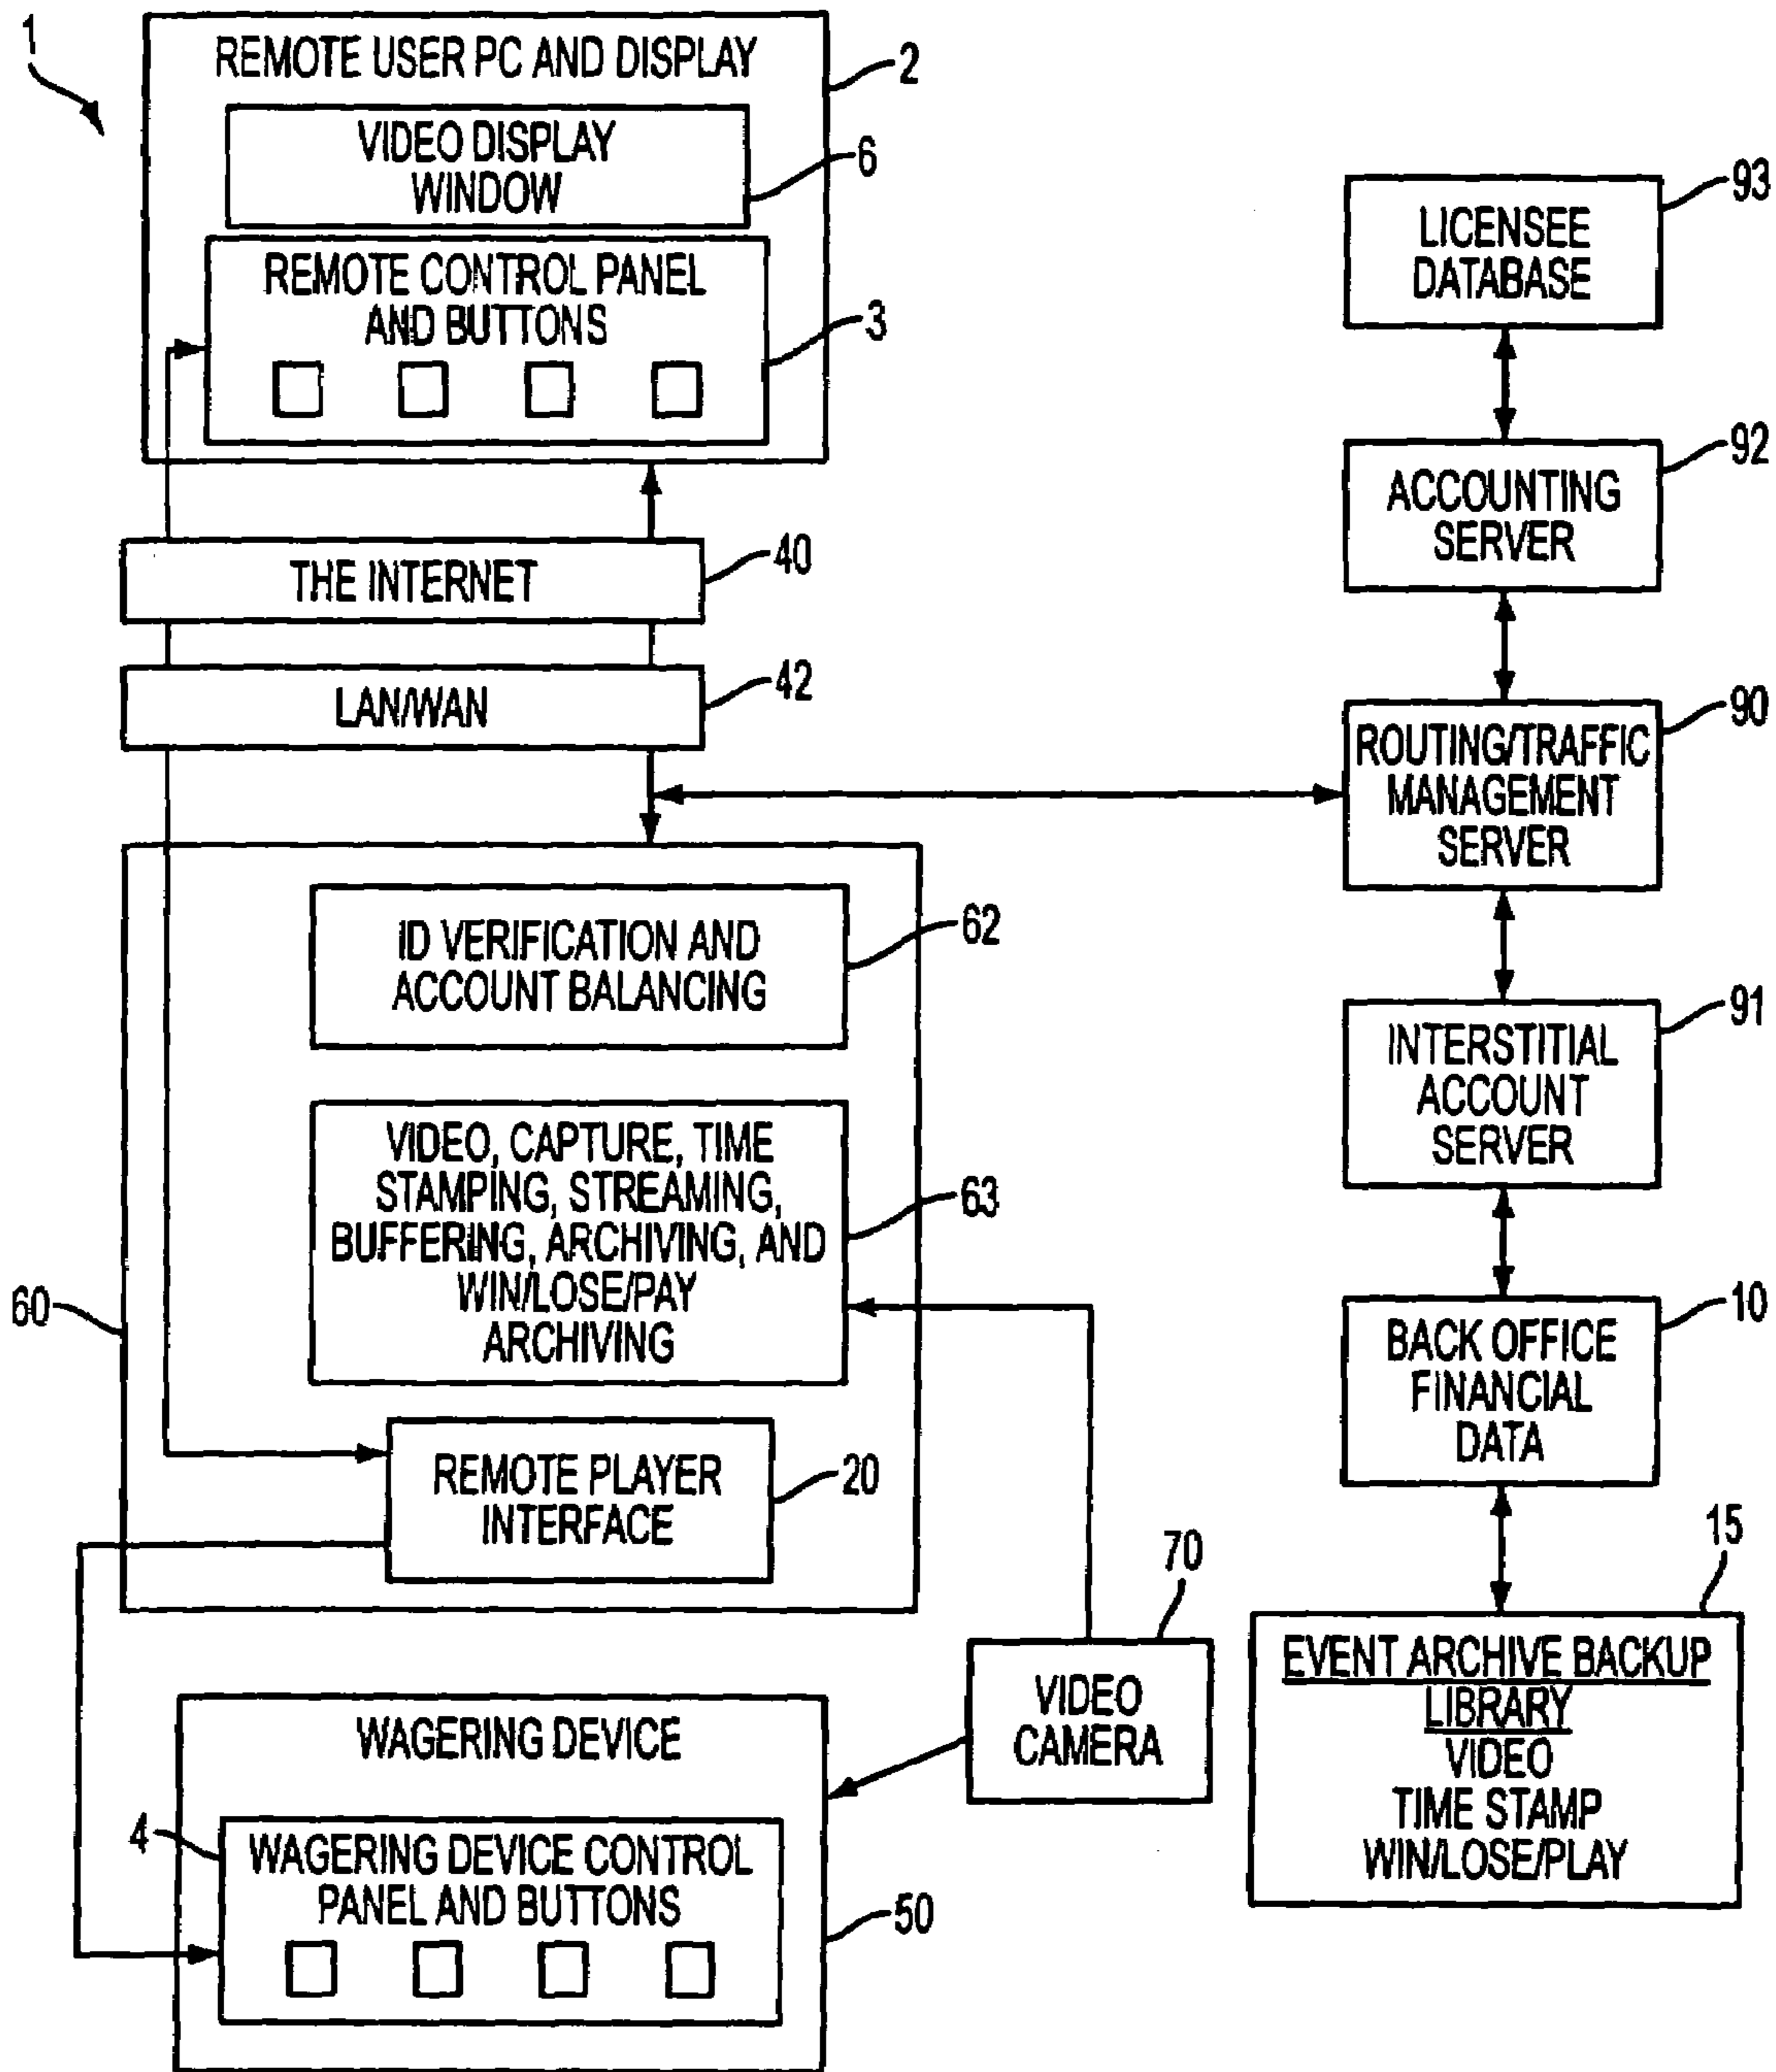 1
REMOTE USER PC AND DISPLAY
2
VIDEO DISPLAY
WINDOW
6
REMOTE CONTROL PANEL
AND BUTTONS
3
THE INTERNET
40
LAN/WAN
42
60
ID VERIFICATION AND
ACCOUNT BALANCING
62
VIDEO, CAPTURE, TIME
STAMPING, STREAMING,
BUFFERING, ARCHIVING, AND
WIN/LOSE/PAY
ARCHIVING
63
REMOTE PLAYER
INTERFACE
20
70
VIDEO
CAMERA
WAGERING DEVICE
4
WAGERING DEVICE CONTROL
PANEL AND BUTTONS
50
93
LICENSEE
DATABASE
92
ACCOUNTING
SERVER
90
ROUTING/TRAFFIC
MANAGEMENT
SERVER
91
INTERSTITIAL
ACCOUNT
SERVER
10
BACK OFFICE
FINANCIAL
DATA
15
EVENT ARCHIVE BACKUP
LIBRARY
VIDEO
TIME STAMP
WIN/LOSE/PLAY